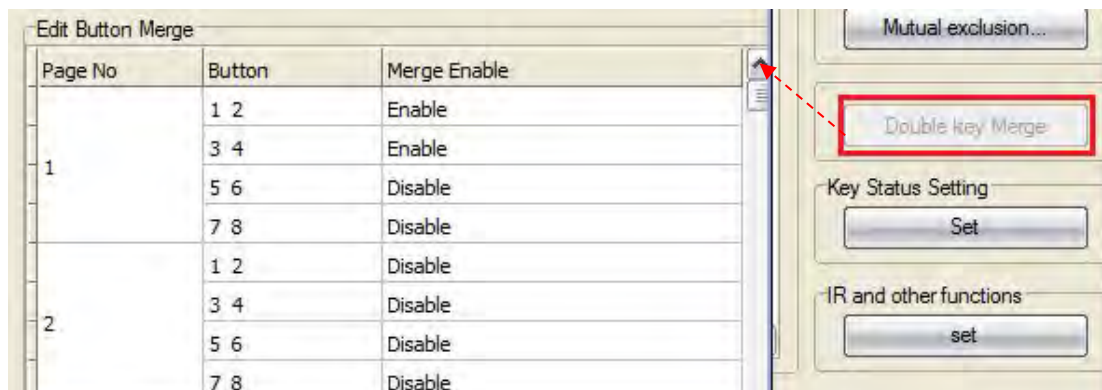 Edit Button Merge
Page No Button Merge Enable
1
1 2 Enable
3 4 Enable
5 6 Disable
7 8 Disable
2
1 2 Disable
3 4 Disable
5 6 Disable
7 8 Disable
Mutual exclusion...
Double key Merge
Key Status Setting
Set
IR and other functions
set